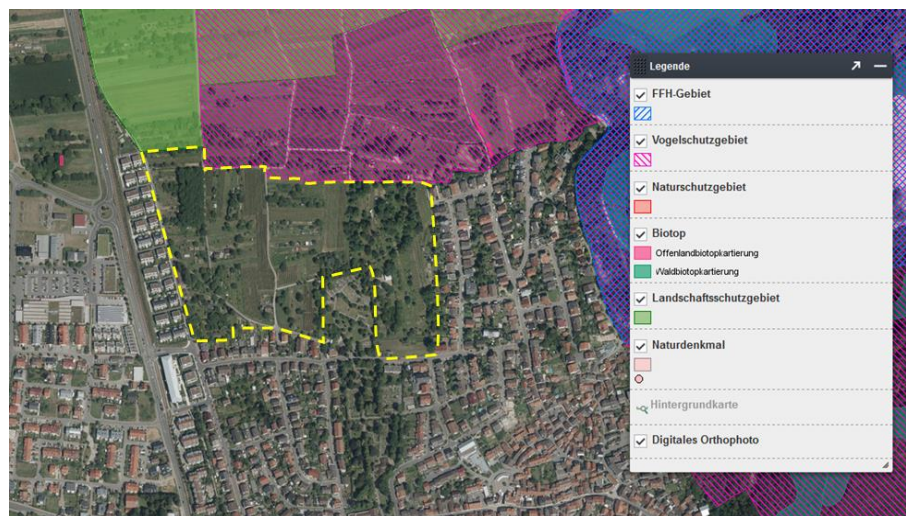 Legende
FFH-Gebiet
Vogelschutzgebiet
Naturschutzgebiet
Biotop
Offenlandbiotopkartierung
Waldbiotopkartierung
Landschaftsschutzgebiet
Naturdenkmal
Hintergrundkarte
Digitales Orthophoto